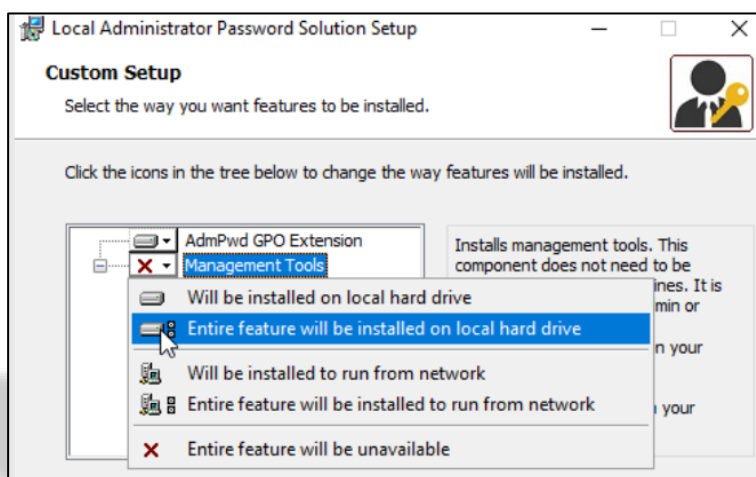 Local Administrator Password Solution Setup
Custom Setup
Select the way you want features to be installed.
Click the icons in the tree below to change the way features will be installed.
AdmPwd GPO Extension
Management Tools
Installs management tools. This
component does not need to be
ines. It is
min or
n your
your
Will be installed on local hard drive
Entire feature will be installed on local hard drive
Will be installed to run from network
Entire feature will be installed to run from network
Entire feature will be unavailable